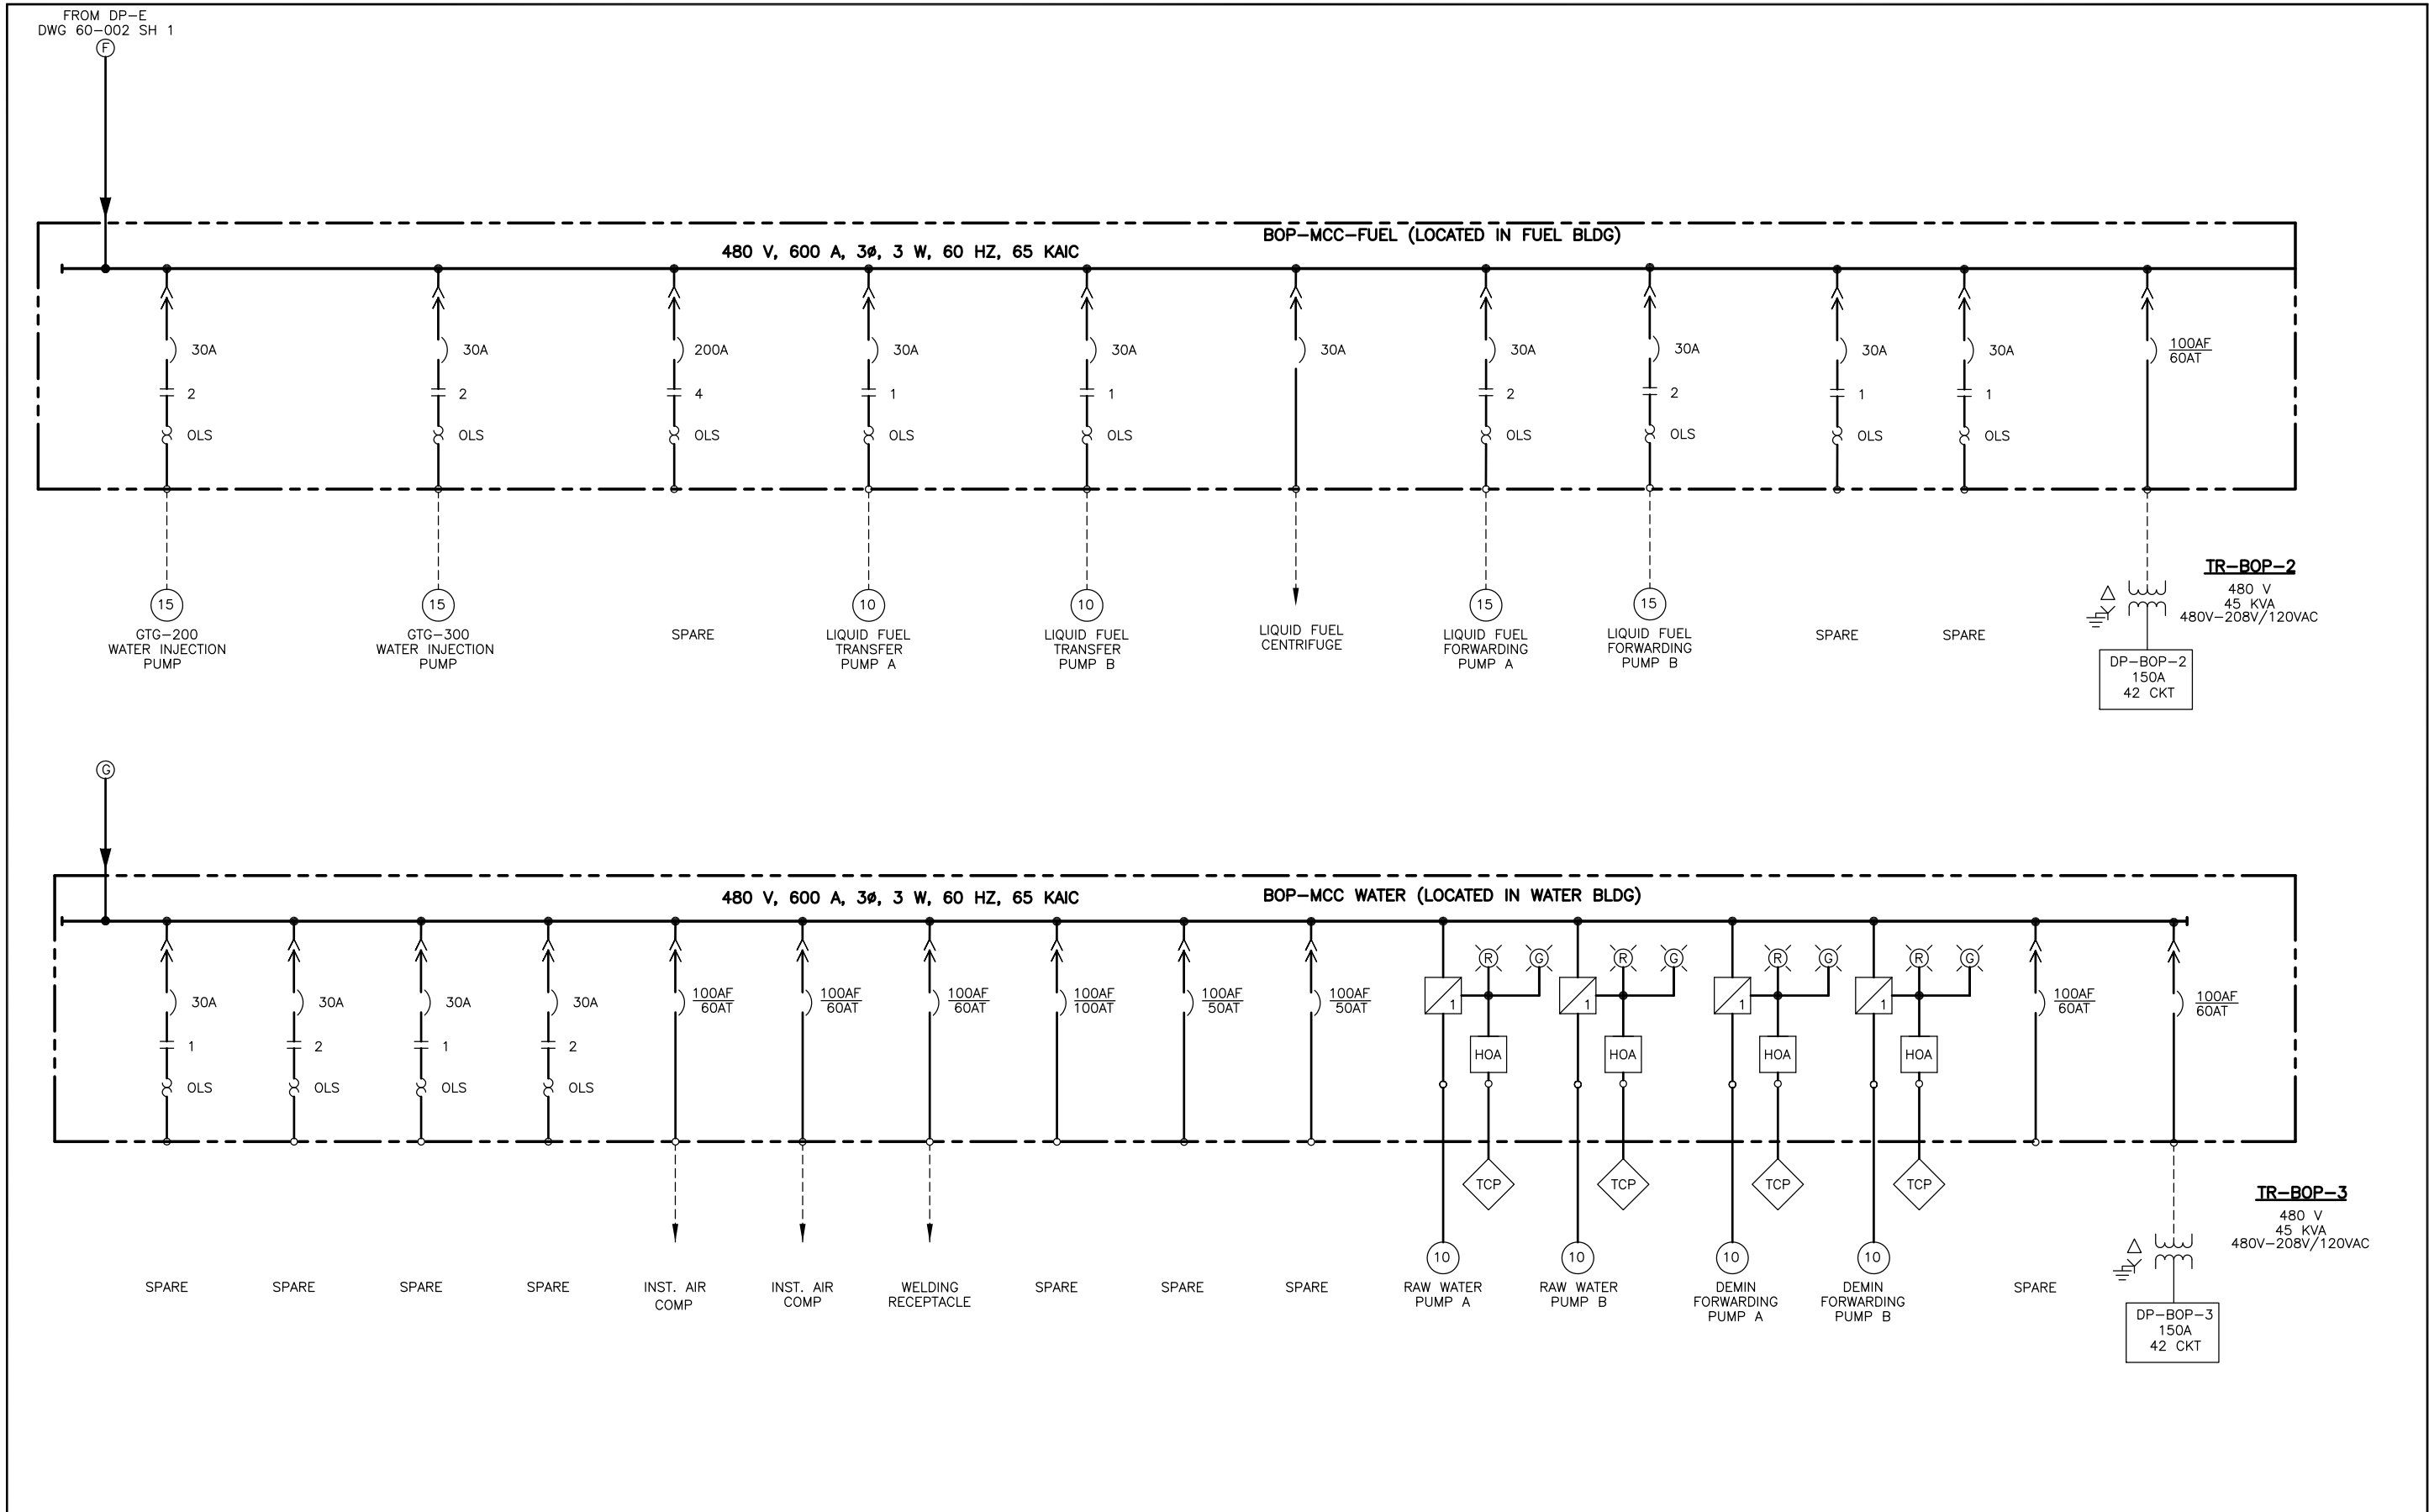 FROM DP-E
DWG 60-002 SH 1
F
BOP-MCC-FUEL (LOCATED IN FUEL BLDG)
480 V, 600 A, 3ø, 3 W, 60 HZ, 65 KAIC
30A
2
OLS
30A
2
OLS
200A
4
OLS
30A
1
OLS
30A
1
OLS
30A
30A
2
OLS
30A
2
OLS
30A
1
OLS
30A
1
OLS
100AF
60AT
15
GTG-200
WATER INJECTION
PUMP
15
GTG-300
WATER INJECTION
PUMP
SPARE
10
LIQUID FUEL
TRANSFER
PUMP A
10
LIQUID FUEL
TRANSFER
PUMP B
LIQUID FUEL
CENTRIFUGE
15
LIQUID FUEL
FORWARDING
PUMP A
15
LIQUID FUEL
FORWARDING
PUMP B
SPARE
SPARE
TR-BOP-2
480 V
45 KVA
480V-208V/120VAC
DP-BOP-2
150A
42 CKT
G
480 V, 600 A, 3ø, 3 W, 60 HZ, 65 KAIC
BOP-MCC WATER (LOCATED IN WATER BLDG)
30A
1
OLS
30A
2
OLS
30A
1
OLS
30A
2
OLS
100AF
60AT
100AF
60AT
100AF
60AT
100AF
100AT
100AF
50AT
100AF
50AT
1
R
G
HOA
TCP
1
R
G
HOA
TCP
1
R
G
HOA
TCP
1
R
G
HOA
TCP
100AF
60AT
100AF
60AT
SPARE
SPARE
SPARE
SPARE
INST. AIR
COMP
INST. AIR
COMP
WELDING
RECEPTACLE
SPARE
SPARE
SPARE
10
RAW WATER
PUMP A
10
RAW WATER
PUMP B
10
DEMIN
FORWARDING
PUMP A
10
DEMIN
FORWARDING
PUMP B
SPARE
TR-BOP-3
480 V
45 KVA
480V-208V/120VAC
DP-BOP-3
150A
42 CKT